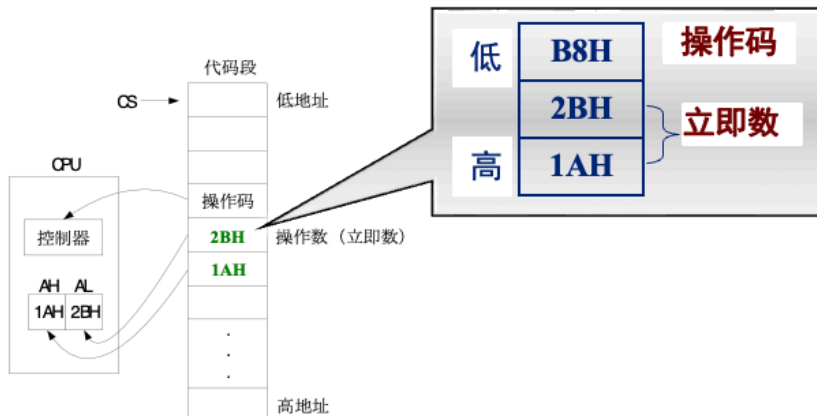 代码段
CS
低地址
CPU
操作码
控制器
2BH
操作数（立即数）
1AH
AH AL
1AH 2BH
.
.
.
高地址
低 B8H 操作码
2BH 立即数
高 1AH